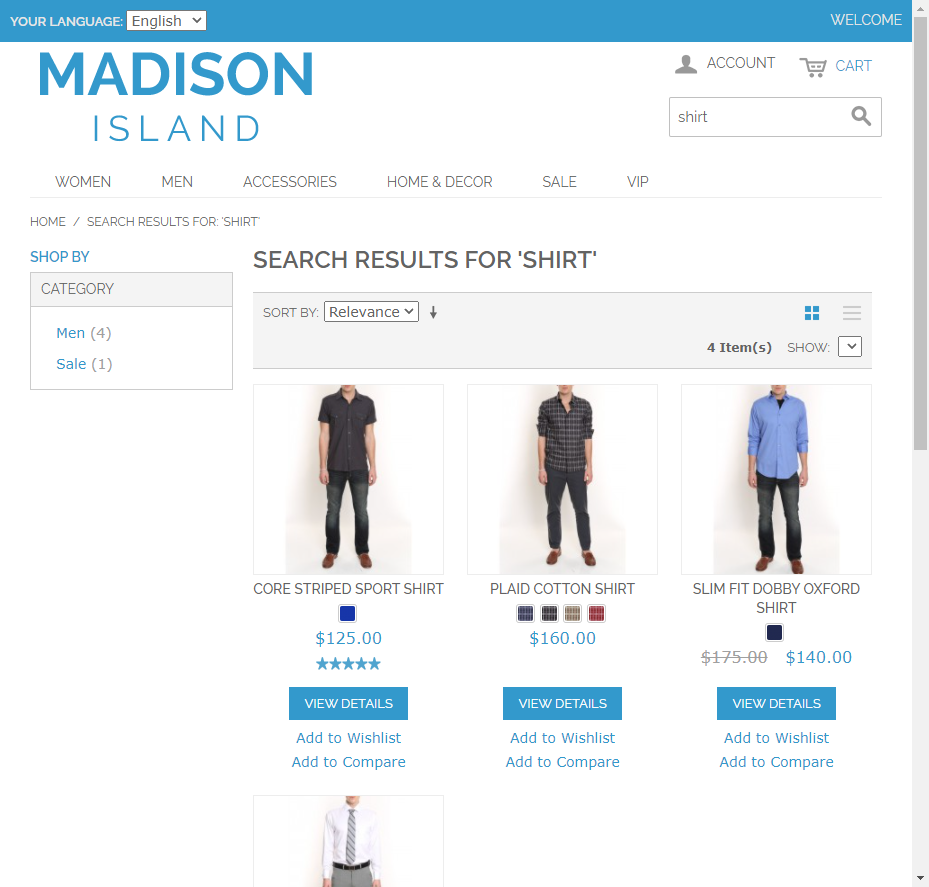 YOUR LANGUAGE: English
WELCOME
MADISON
ISLAND
ACCOUNT
CART
shirt
WOMEN MEN ACCESSORIES HOME & DECOR SALE VIP
HOME / SEARCH RESULTS FOR: 'SHIRT'
SHOP BY
CATEGORY
Men (4)
Sale (1)
SEARCH RESULTS FOR 'SHIRT'
SORT BY: Relevance
4 Item(s) SHOW:
CORE STRIPED SPORT SHIRT
$125.00
VIEW DETAILS
Add to Wishlist
Add to Compare
PLAID COTTON SHIRT
$160.00
VIEW DETAILS
Add to Wishlist
Add to Compare
SLIM FIT DOBBY OXFORD
SHIRT
$175.00 $140.00
VIEW DETAILS
Add to Wishlist
Add to Compare